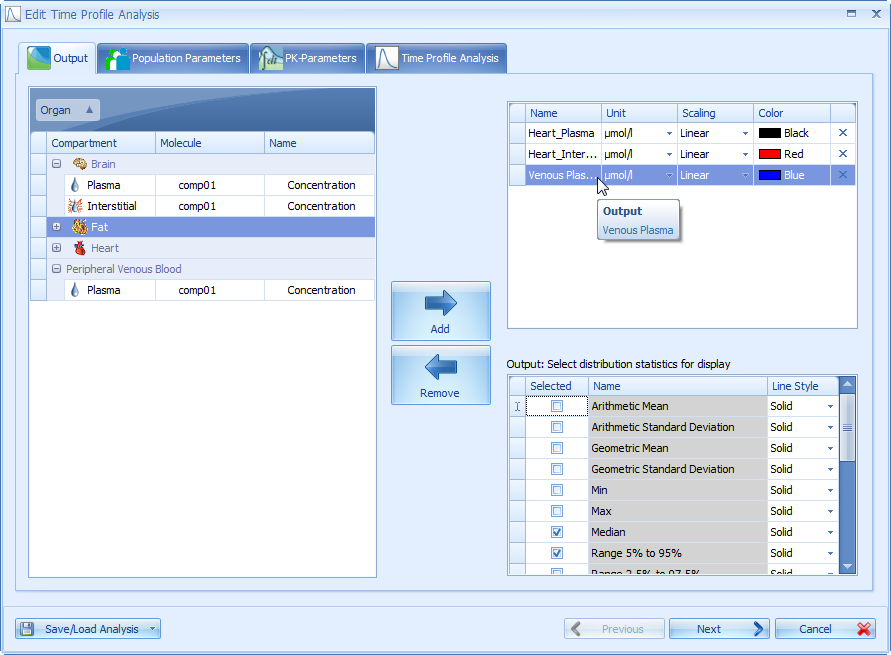 Edit Time Profile Analysis
Output
Population Parameters
PK-Parameters
Time Profile Analysis
Organ
Compartment Molecule Name
Brain
Plasma comp01 Concentration
Interstitial comp01 Concentration
Fat
Heart
Peripheral Venous Blood
Plasma comp01 Concentration
Add
Remove
Name Unit Scaling Color
Heart_Plasma µmol/l Linear Black
Heart_Inter... µmol/l Linear Red
Venous Plas... µmol/l Linear Blue
Output
Venous Plasma
Output: Select distribution statistics for display
Selected Name Line Style
Arithmetic Mean Solid
Arithmetic Standard Deviation Solid
Geometric Mean Solid
Geometric Standard Deviation Solid
Min Solid
Max Solid
Median Solid
Range 5% to 95% Solid
Range 2.5% to 97.5% Solid
Save/Load Analysis
Previous
Next
Cancel